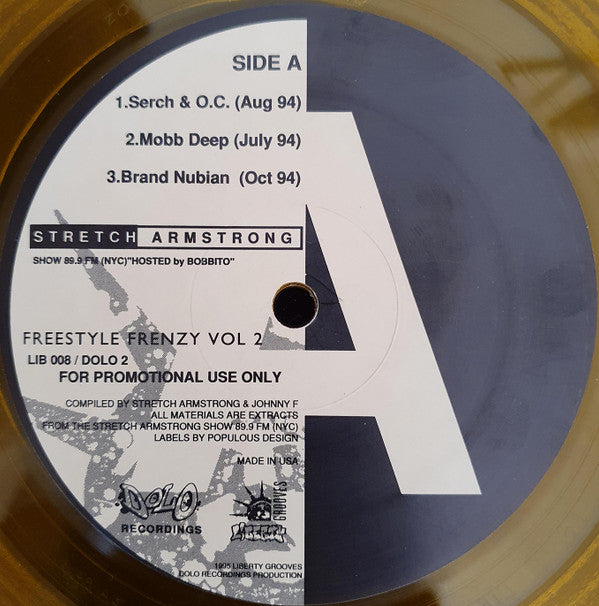 SIDE A
1.Serch & O.C. (Aug 94)
2.Mobb Deep (July 94)
3.Brand Nubian (Oct 94)
A
STRETCH ARMSTRONG
SHOW 89.9 FM (NYC)"HOSTED by BOBBITO"
FREESTYLE FRENZY VOL 2
LIB 008 / DOLO 2
FOR PROMOTIONAL USE ONLY
COMPILED BY STRETCH ARMSTRONG & JOHNNY F
ALL MATERIALS ARE EXTRACTS
FROM THE STRETCH ARMSTRONG SHOW 89.9 FM (NYC)
LABELS BY POPULOUS DESIGN
MADE IN USA
DOLO
RECORDINGS
LIBERTY
GROOVES
1995 LIBERTY GROOVES
DOLO RECORDINGS PRODUCTION